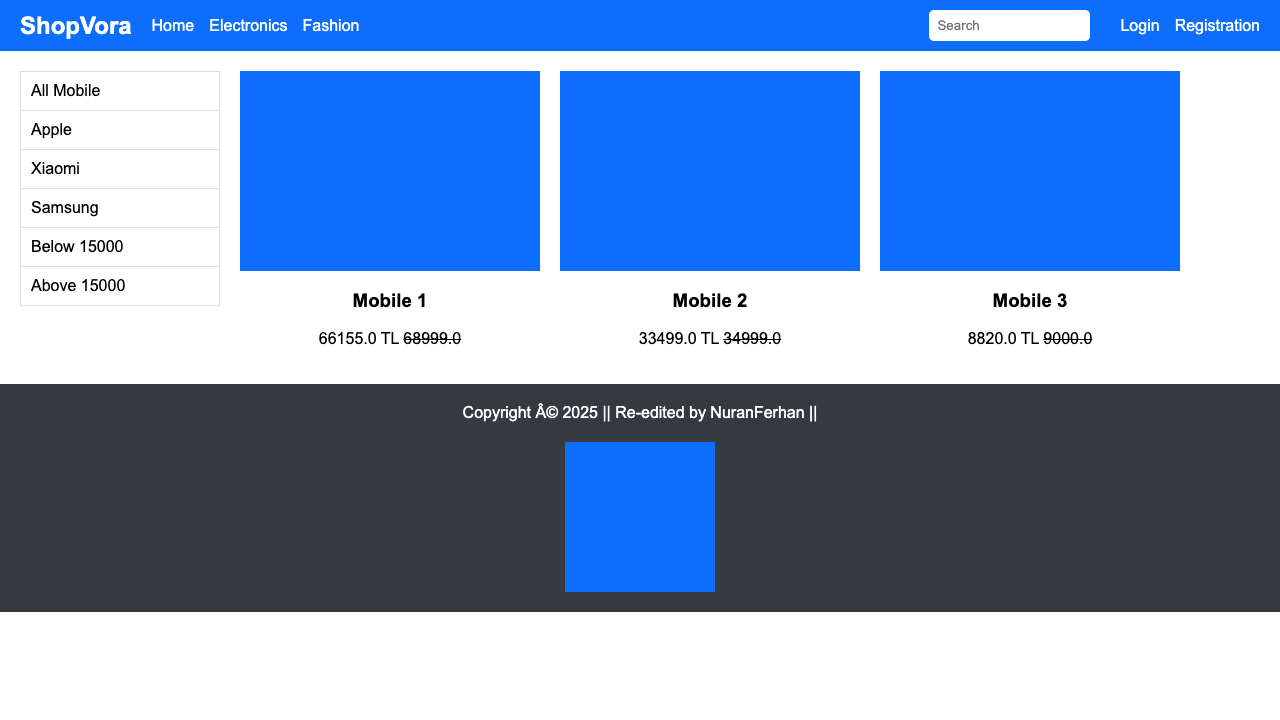 ShopVora Home Electronics Fashion Search Login Registration
All Mobile
Apple
Xiaomi
Samsung
Below 15000
Above 15000
Mobile 1
66155.0 TL 68999.0
Mobile 2
33499.0 TL 34999.0
Mobile 3
8820.0 TL 9000.0
Copyright Â© 2025 || Re-edited by NuranFerhan ||